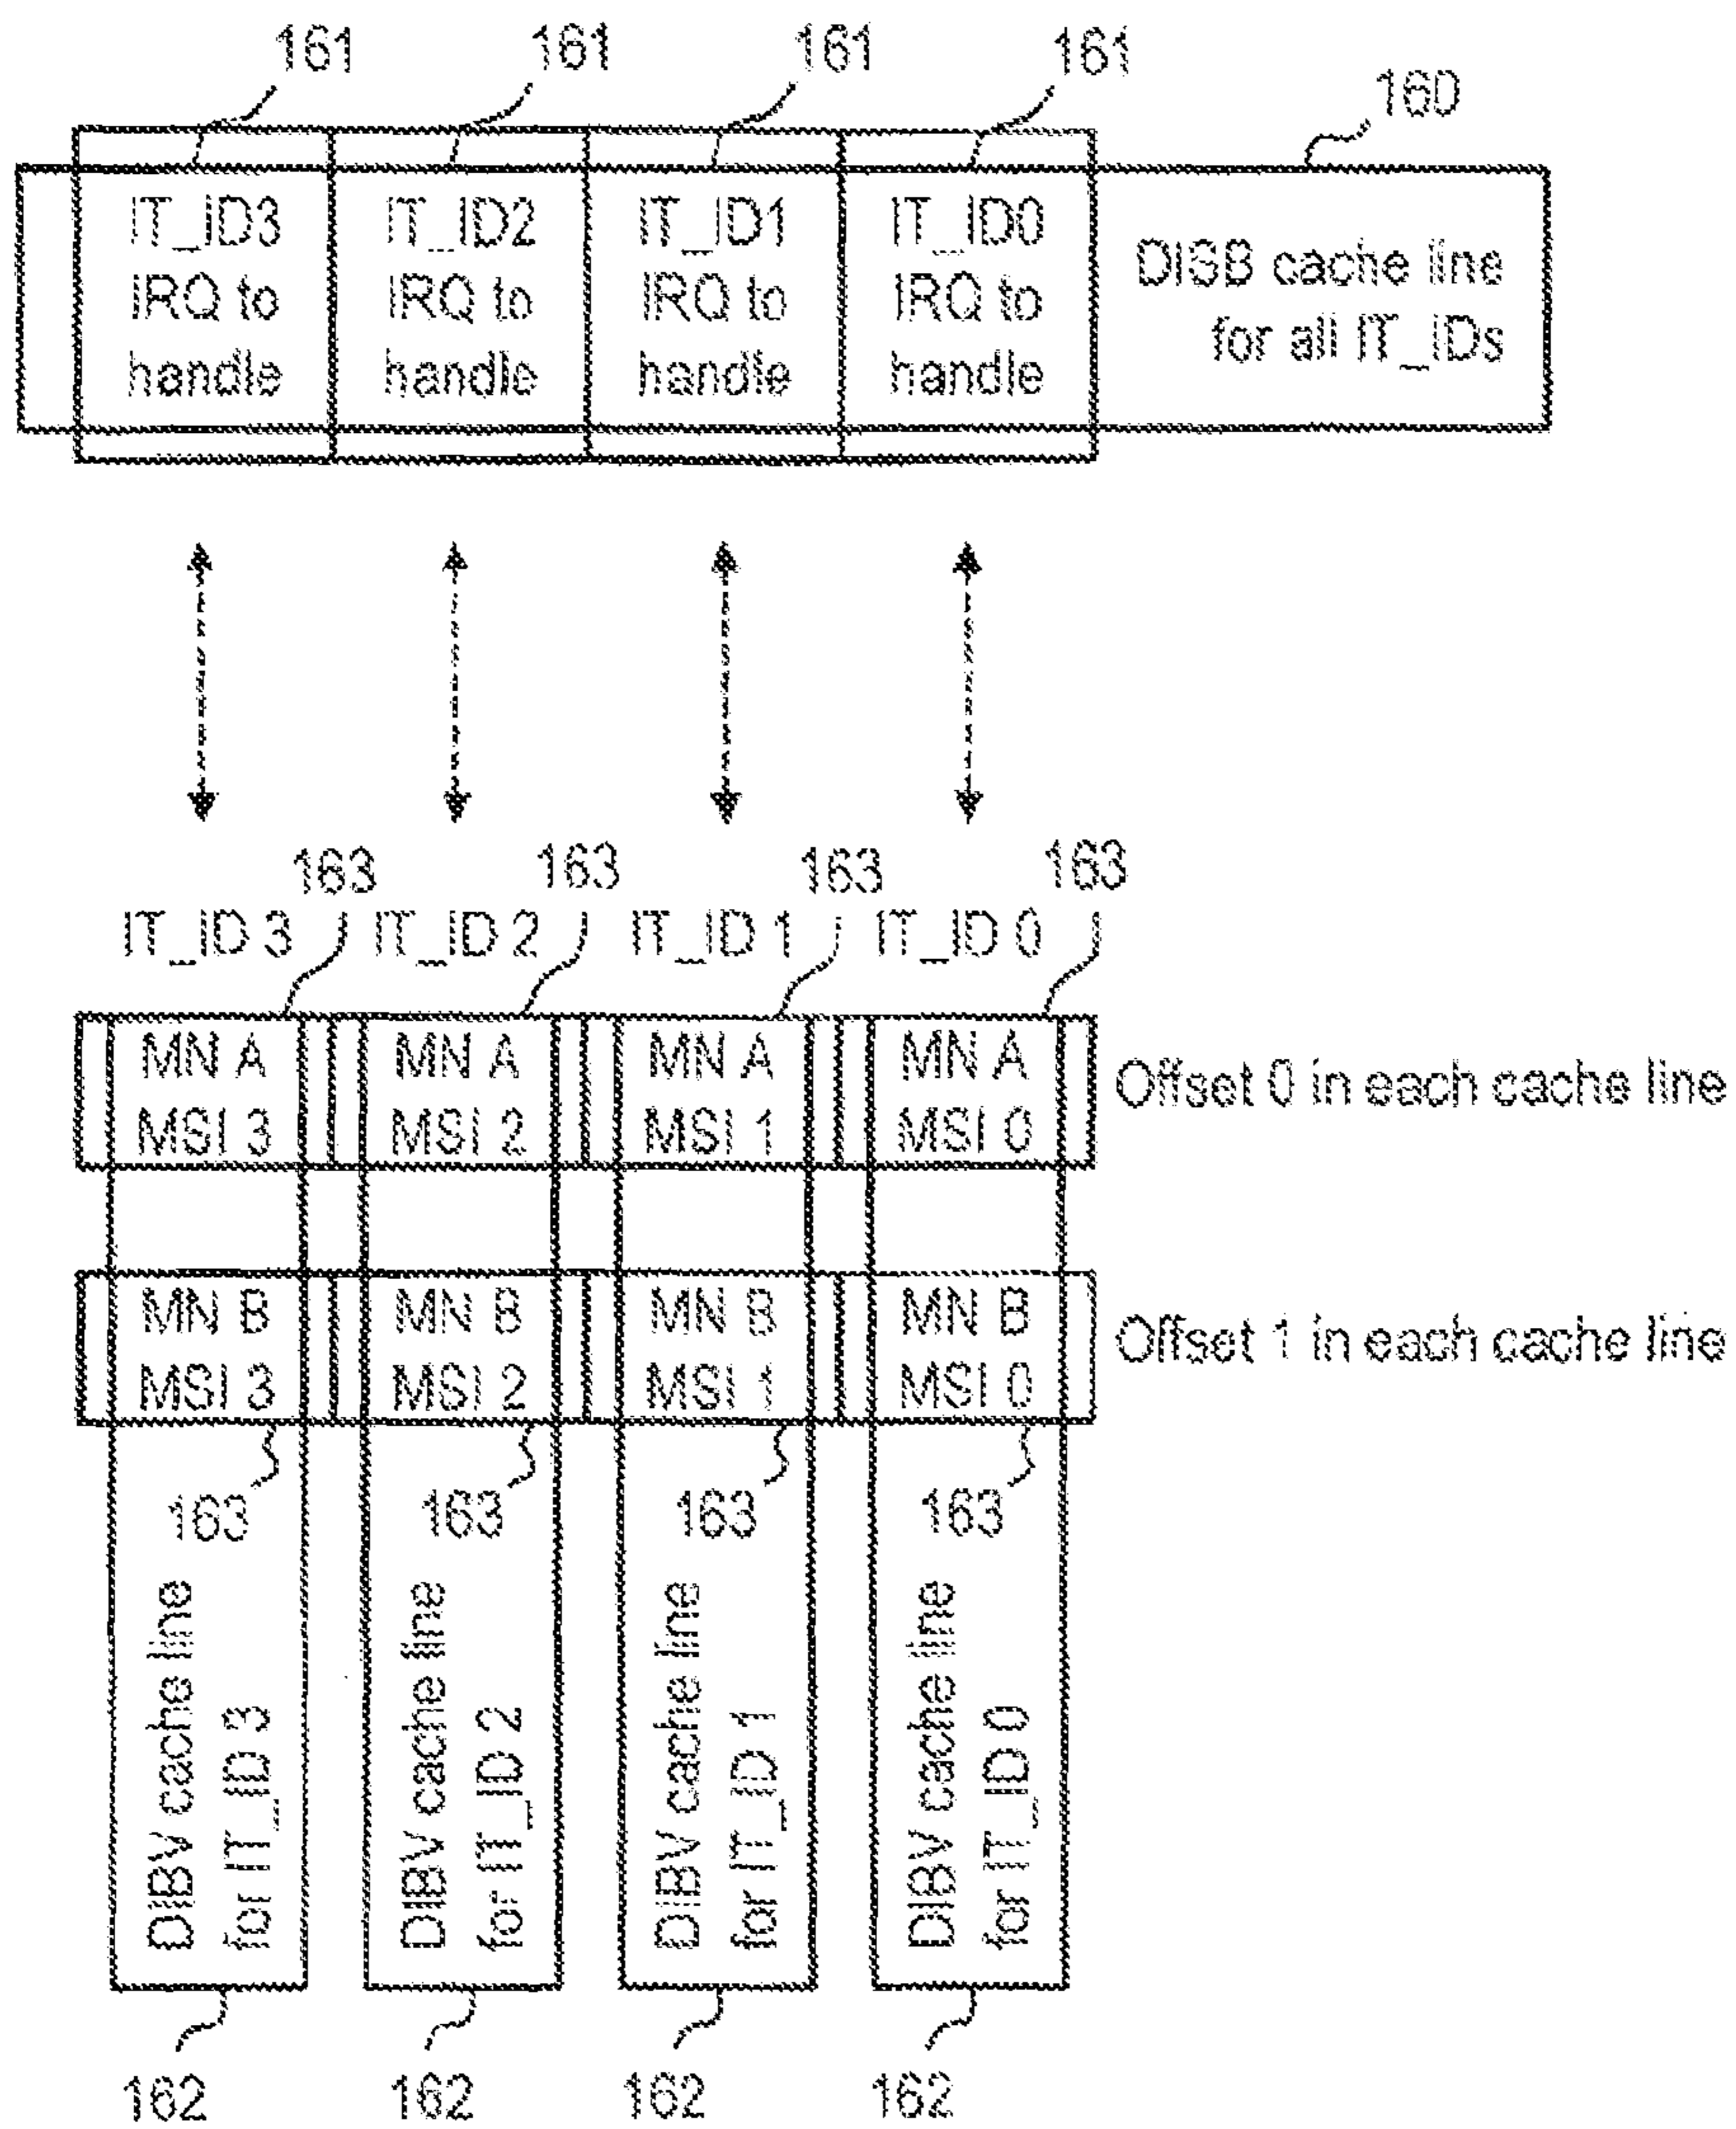 161 161 161 161
160
IT_ID3 IT_ID2 IT_ID1 IT_ID0
IRQ to IRQ to IRQ to IRQ to
handle handle handle handle
DISB cache line
for all IT_IDs
163 163 163 163
IT_ID 3 IT_ID 2 IT_ID 1 IT_ID 0
MN A MN A MN A MN A
MSI 3 MSI 2 MSI 1 MSI 0
Offset 0 in each cache line
MN B MN B MN B MN B
MSI 3 MSI 2 MSI 1 MSI 0
Offset 1 in each cache line
163 163 163 163
DIBV cache line
for IT_ID 3
DIBV cache line
for IT_ID 2
DIBV cache line
for IT_ID 1
DIBV cache line
for IT_ID 0
162 162 162 162